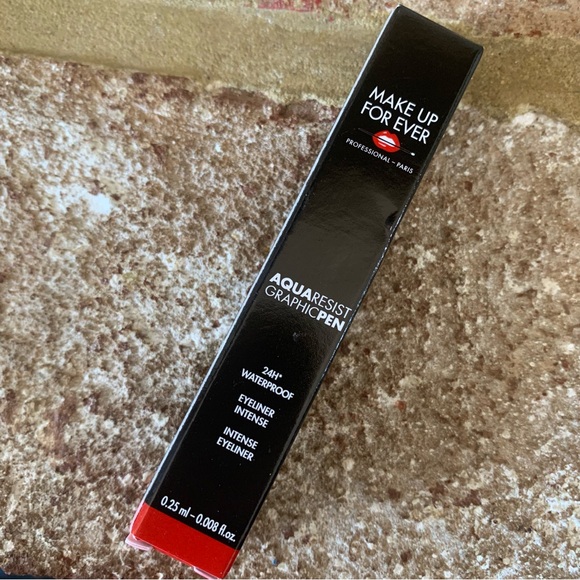 MAKE UP
FOR EVER
PROFESSIONAL – PARIS
AQUARESIST
GRAPHICPEN
24H*
WATERPROOF
EYELINER
INTENSE
INTENSE
EYELINER
0.25 ml – 0.008 fl.oz.